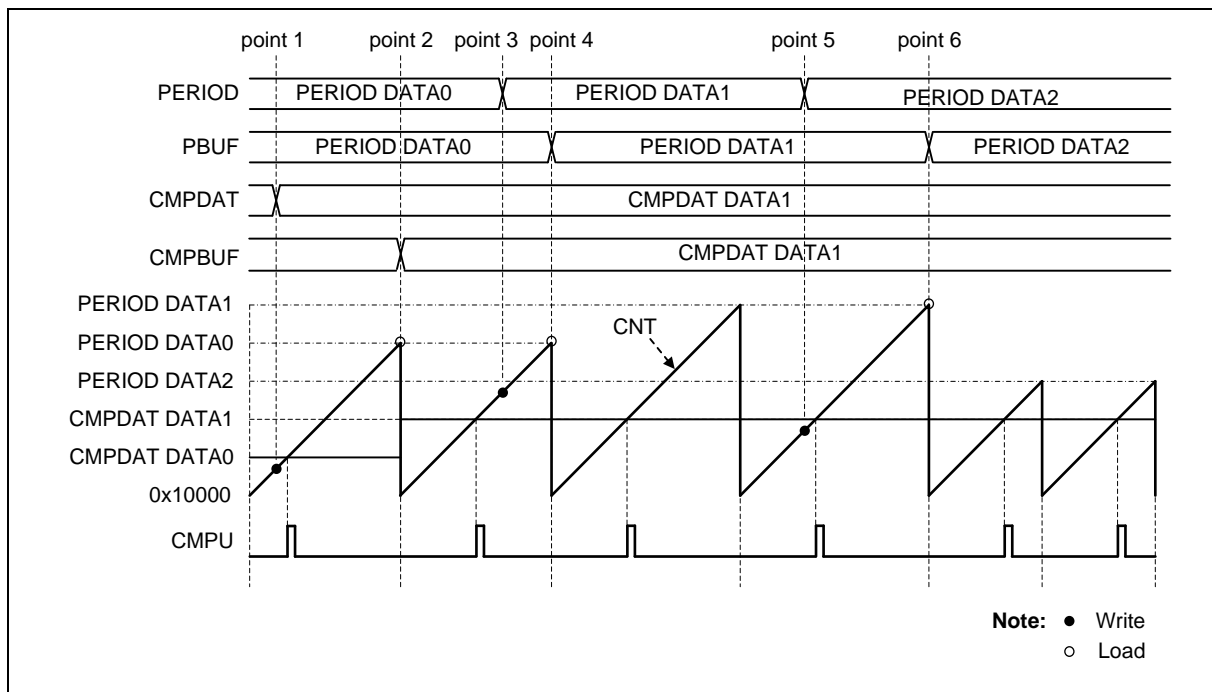 point 1 point 2 point 3 point 4 point 5 point 6
PERIOD PERIOD DATA0 PERIOD DATA1 PERIOD DATA2
PBUF PERIOD DATA0 PERIOD DATA1 PERIOD DATA2
CMPDAT CMPDAT DATA1
CMPBUF CMPDAT DATA1
PERIOD DATA1
CNT
PERIOD DATA0
PERIOD DATA2
CMPDAT DATA1
CMPDAT DATA0
0x10000
CMPU
Note: ● Write
○ Load